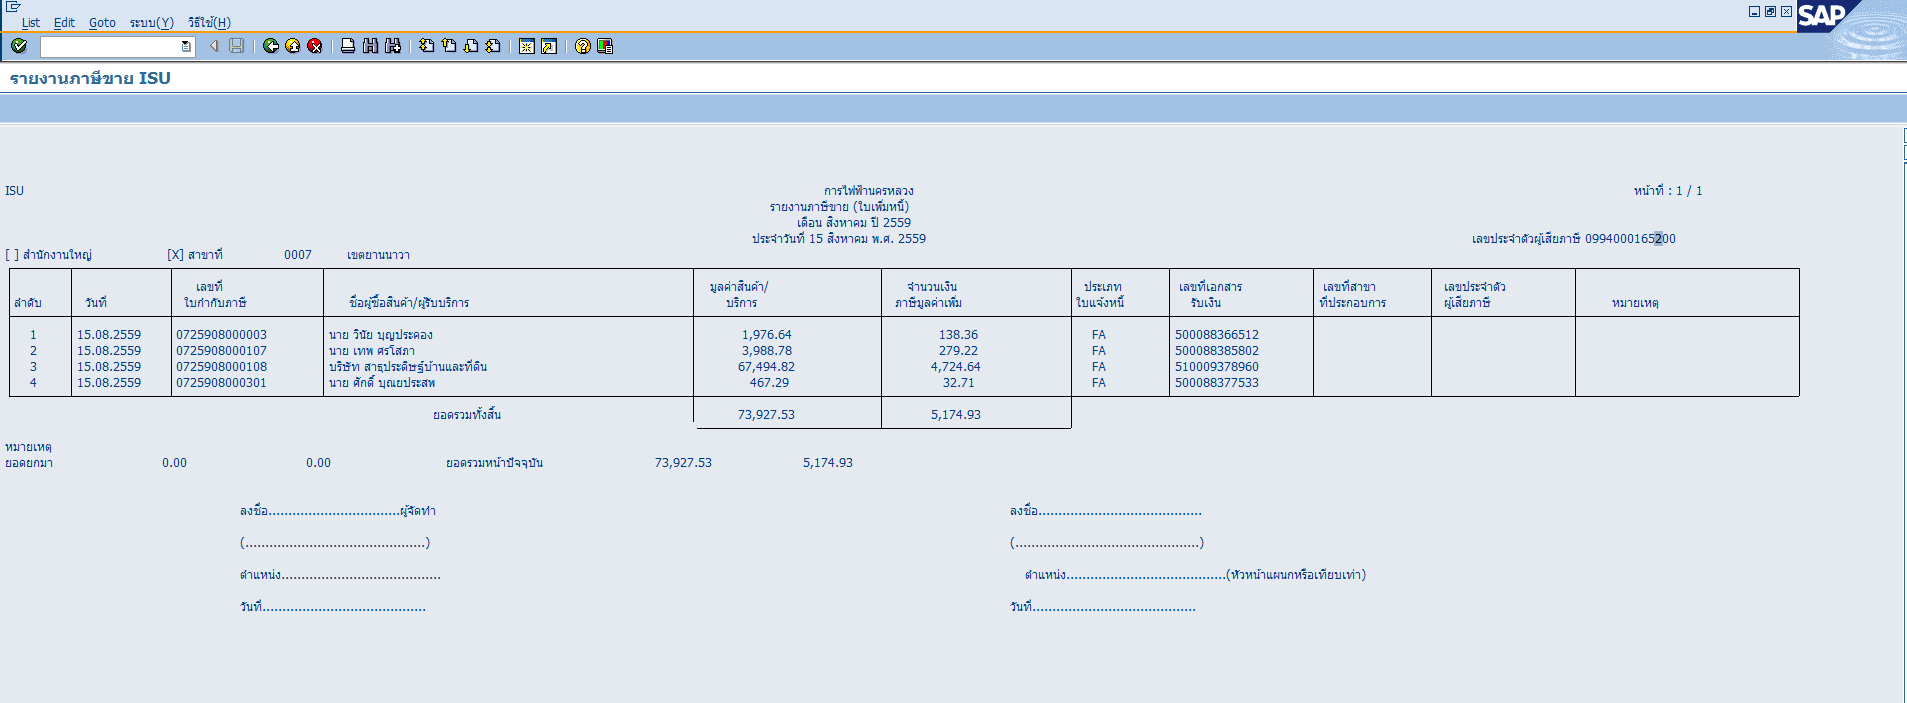 List Edit Goto ระบบ(Y) วิธีใช้(H)
SAP
รายงานภาษีขาย ISU
ISU การไฟฟ้านครหลวง หน้าที่ : 1 / 1
รายงานภาษีขาย (ใบเพิ่มหนี้)
เดือน สิงหาคม ปี 2559
ประจำวันที่ 15 สิงหาคม พ.ศ. 2559 เลขประจำตัวผู้เสียภาษี 0994000165200
[ ] สำนักงานใหญ่ [X] สาขาที่ 0007 เขตยานนาวา
เลขที่ มูลค่าสินค้า/ จำนวนเงิน ประเภท เลขที่เอกสาร เลขที่สาขา เลขประจำตัว
ลำดับ วันที่ ใบกำกับภาษี ชื่อผู้ซื้อสินค้า/ผู้รับบริการ บริการ ภาษีมูลค่าเพิ่ม ใบแจ้งหนี้ รับเงิน ที่ประกอบการ ผู้เสียภาษี หมายเหตุ
1 15.08.2559 0725908000003 นาย วินัย บุญประคอง 1,976.64 138.36 FA 500088366512
2 15.08.2559 0725908000107 นาย เทพ ศรโสภา 3,988.78 279.22 FA 500088385802
3 15.08.2559 0725908000108 บริษัท สาธุประดิษฐ์บ้านและที่ดิน 67,494.82 4,724.64 FA 510009378960
4 15.08.2559 0725908000301 นาย ศักดิ์ บุณยประสพ 467.29 32.71 FA 500088377533
ยอดรวมทั้งสิ้น 73,927.53 5,174.93
หมายเหตุ
ยอดยกมา 0.00 0.00 ยอดรวมหน้าปัจจุบัน 73,927.53 5,174.93
ลงชื่อ.................................ผู้จัดทำ ลงชื่อ.........................................
(.............................................) (..............................................)
ตำแหน่ง........................................ ตำแหน่ง........................................(หัวหน้าแผนกหรือเทียบเท่า)
วันที่......................................... วันที่.........................................